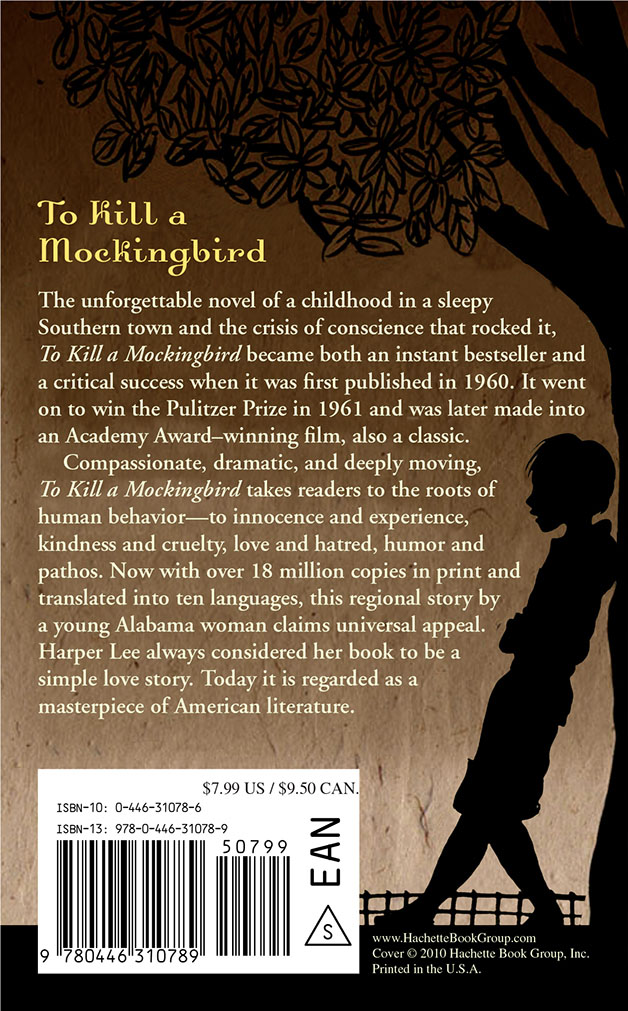 To Kill a
Mockingbird
The unforgettable novel of a childhood in a sleepy
Southern town and the crisis of conscience that rocked it,
To Kill a Mockingbird became both an instant bestseller and
a critical success when it was first published in 1960. It went
on to win the Pulitzer Prize in 1961 and was later made into
an Academy Award–winning film, also a classic.
Compassionate, dramatic, and deeply moving,
To Kill a Mockingbird takes readers to the roots of
human behavior—to innocence and experience,
kindness and cruelty, love and hatred, humor and
pathos. Now with over 18 million copies in print and
translated into ten languages, this regional story by
a young Alabama woman claims universal appeal.
Harper Lee always considered her book to be a
simple love story. Today it is regarded as a
masterpiece of American literature.
$7.99 US / $9.50 CAN.
ISBN-10: 0-446-31078-6
ISBN-13: 978-0-446-31078-9
50799
EAN
S
9 780446 310789
www.HachetteBookGroup.com
Cover © 2010 Hachette Book Group, Inc.
Printed in the U.S.A.